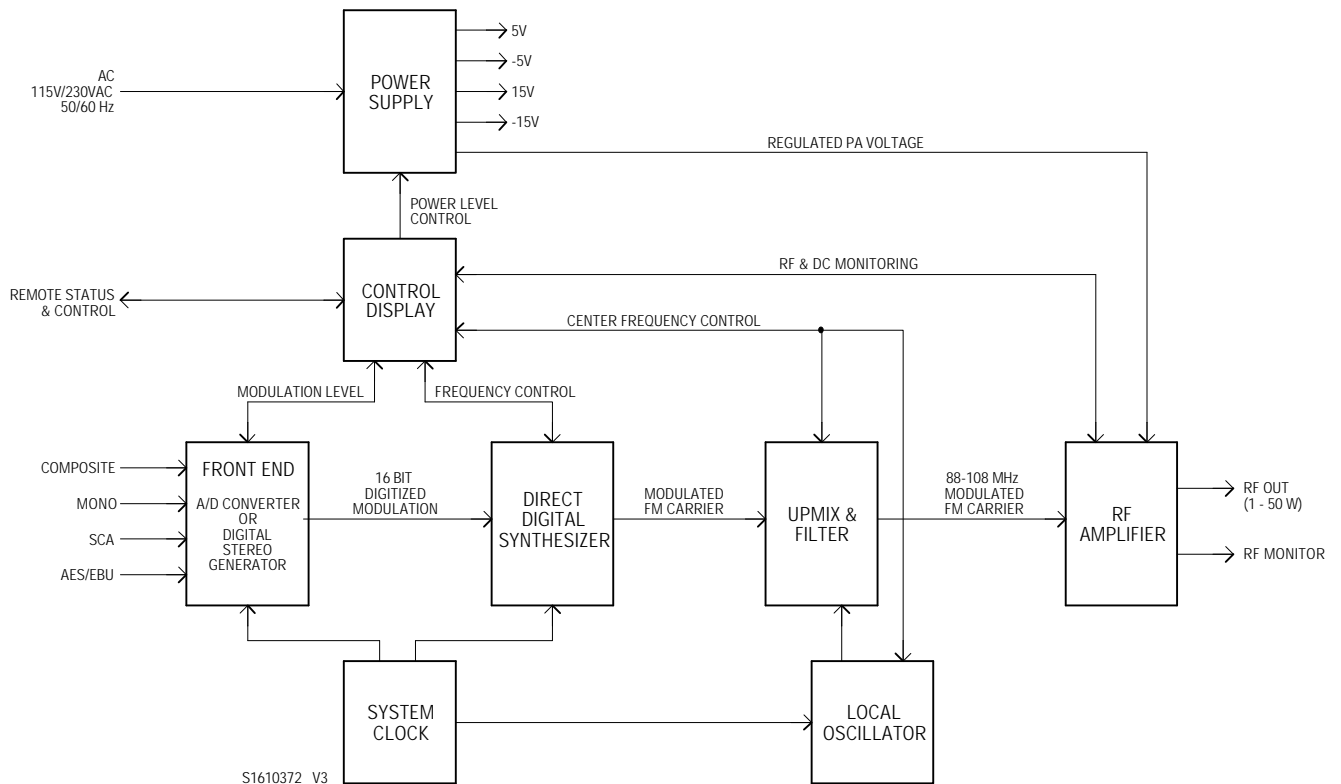 5V
-5V
15V
-15V
AC
115V/230VAC
50/60 Hz
POWER
SUPPLY
REGULATED PA VOLTAGE
POWER LEVEL
CONTROL
REMOTE STATUS
& CONTROL
CONTROL
DISPLAY
RF & DC MONITORING
CENTER FREQUENCY CONTROL
MODULATION LEVEL
FREQUENCY CONTROL
COMPOSITE
MONO
SCA
AES/EBU
FRONT END
A/D CONVERTER
OR
DIGITAL
STEREO
GENERATOR
16 BIT
DIGITIZED
MODULATION
DIRECT
DIGITAL
SYNTHESIZER
MODULATED
FM CARRIER
UPMIX &
FILTER
88-108 MHz
MODULATED
FM CARRIER
RF
AMPLIFIER
RF OUT
(1 - 50 W)
RF MONITOR
SYSTEM
CLOCK
LOCAL
OSCILLATOR
S1610372 V3